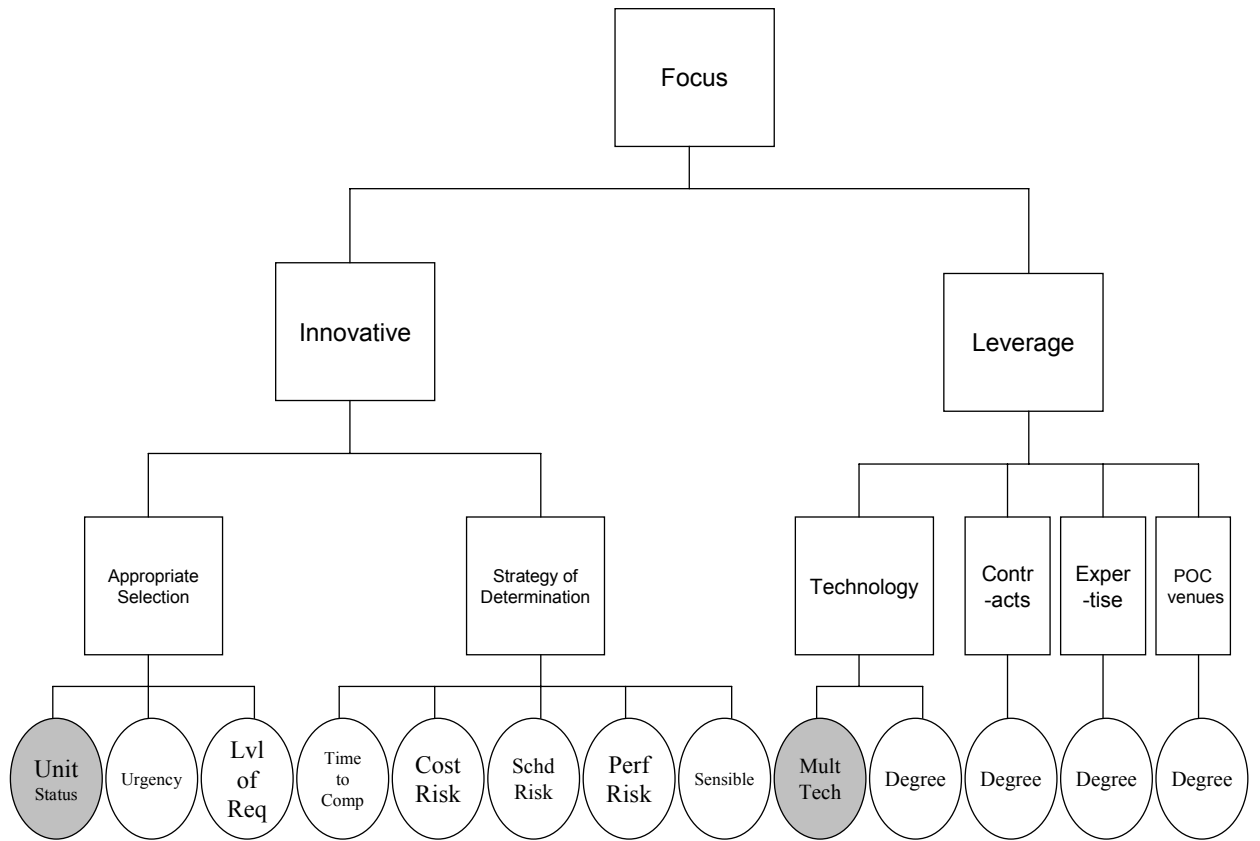 Focus
Innovative
Leverage
Appropriate
Selection
Strategy of
Determination
Technology
Contr
-acts
Exper
-tise
POC
venues
Unit
Status
Urgency
Lvl
of
Req
Time
to
Comp
Cost
Risk
Schd
Risk
Perf
Risk
Sensible
Mult
Tech
Degree
Degree
Degree
Degree